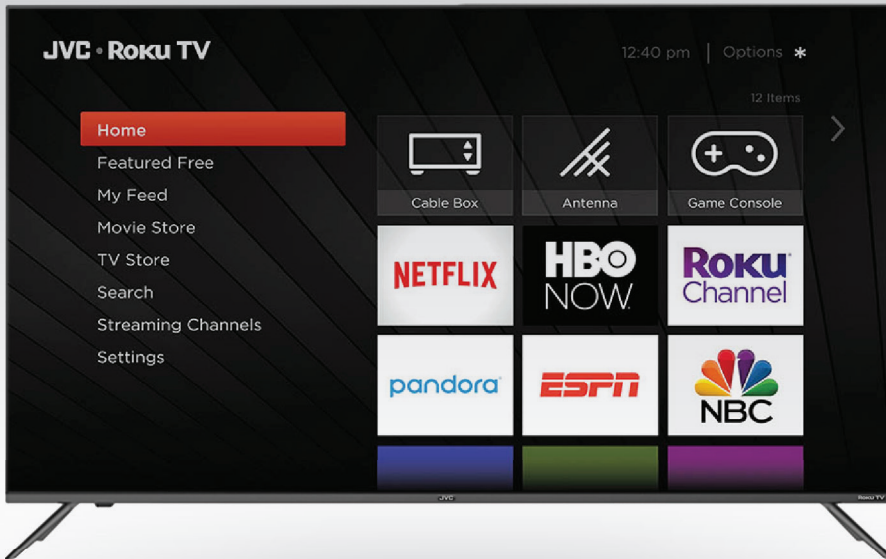 JVC • ROKU TV
12:40 pm | Options *
12 Items
Home
Featured Free
My Feed
Movie Store
TV Store
Search
Streaming Channels
Settings
Cable Box
Antenna
Game Console
NETFLIX
HBO
NOW
ROKU
Channel
pandora
ESPN
NBC
JVC
ROKU TV